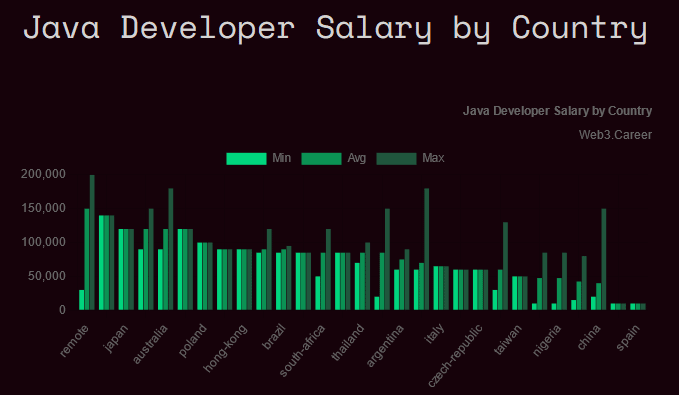 Java Developer Salary by Country
Java Developer Salary by Country
Web3.Career
Min Avg Max
200,000
150,000
100,000
50,000
0
remote japan australia poland hong-kong brazil south-africa thailand argentina italy czech-republic taiwan nigeria china spain